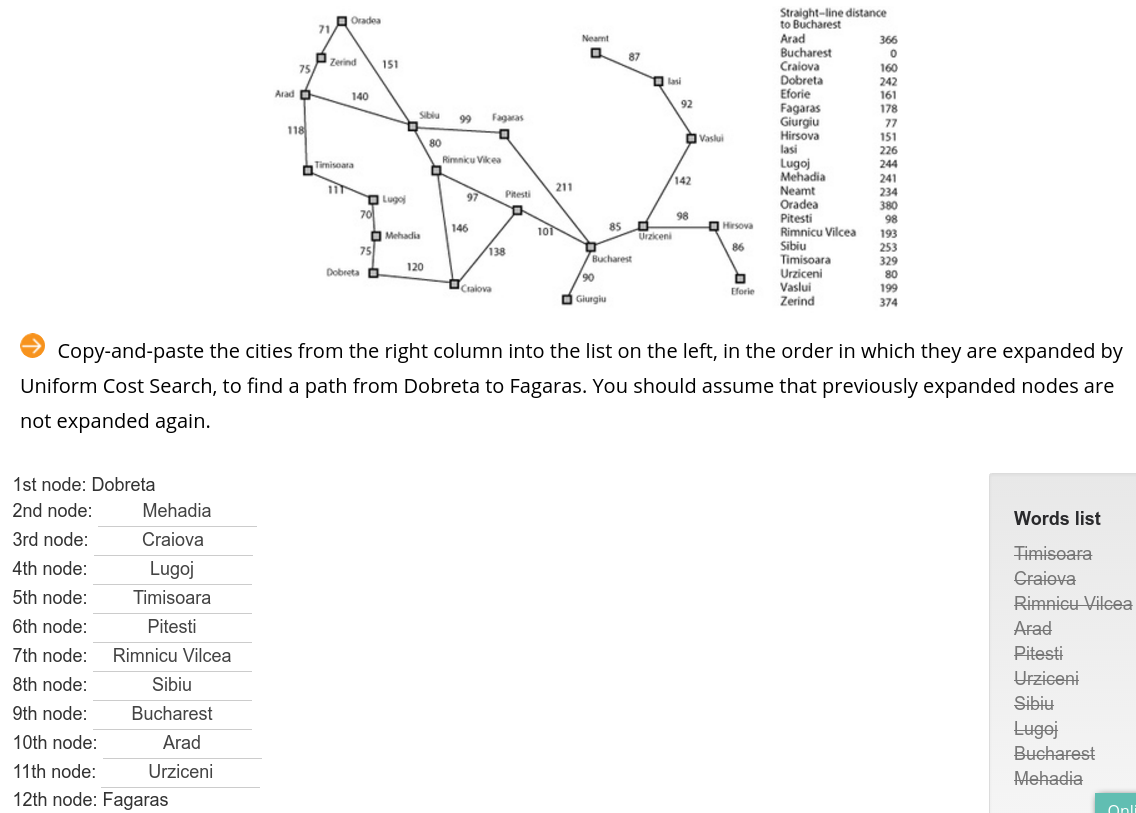 Oradea
71
Neamt
87
Zerind
151
75
Iasi
Arad
140
92
Sibiu
99
Fagaras
118
80
Vaslui
Rimnicu Vilcea
Timisoara
111
Lugoj
97
Pitesti
211
142
70
98
146
101
85
Hirsova
Mehadia
Urziceni
75
138
86
120
Bucharest
Dobreta
90
Craiova
Eforie
Giurgiu
Straight-line distance
to Bucharest
Arad 366
Bucharest 0
Craiova 160
Dobreta 242
Eforie 161
Fagaras 178
Giurgiu 77
Hirsova 151
Iasi 226
Lugoj 244
Mehadia 241
Neamt 234
Oradea 380
Pitesti 98
Rimnicu Vilcea 193
Sibiu 253
Timisoara 329
Urziceni 80
Vaslui 199
Zerind 374
Copy-and-paste the cities from the right column into the list on the left, in the order in which they are expanded by
Uniform Cost Search, to find a path from Dobreta to Fagaras. You should assume that previously expanded nodes are
not expanded again.
1st node: Dobreta
2nd node: Mehadia
3rd node: Craiova
4th node: Lugoj
5th node: Timisoara
6th node: Pitesti
7th node: Rimnicu Vilcea
8th node: Sibiu
9th node: Bucharest
10th node: Arad
11th node: Urziceni
12th node: Fagaras
Words list
Timisoara
Craiova
Rimnicu Vilcea
Arad
Pitesti
Urziceni
Sibiu
Lugoj
Bucharest
Mehadia